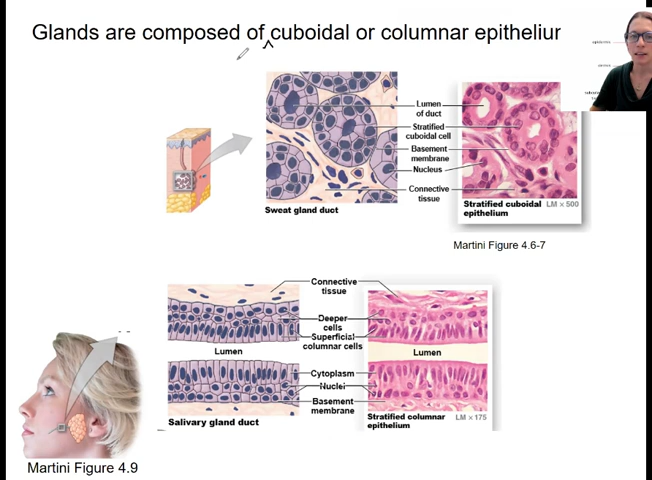 Glands are composed of cuboidal or columnar epitheliur
epidermis
Lumen
of duct
Stratified
cuboidal cell
Basement
membrane
Nucleus
Connective
tissue
Sweat gland duct
Stratified cuboidal LM × 500
epithelium
Martini Figure 4.6-7
Connective
tissue
Deeper
cells
Superficial
columnar cells
Lumen
Lumen
Cytoplasm
Nuclei
Basement
membrane
Salivary gland duct
Stratified columnar LM × 175
epithelium
Martini Figure 4.9